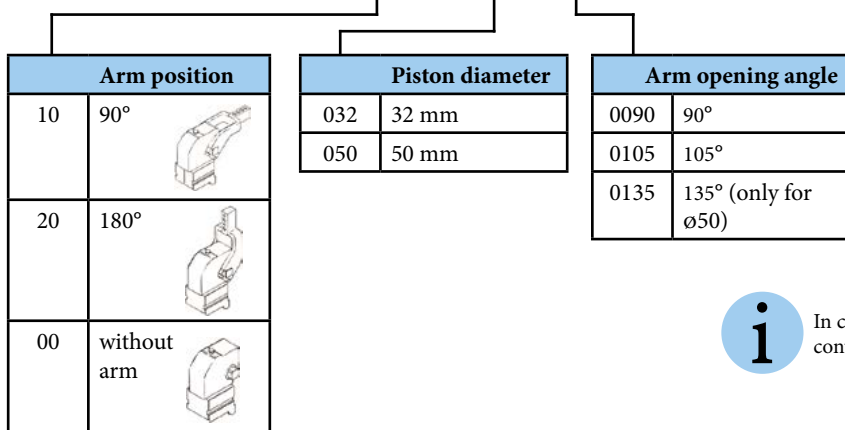 Arm position
10 90°
20 180°
00 without
arm
Piston diameter
032 32 mm
050 50 mm
Arm opening angle
0090 90°
0105 105°
0135 135° (only for
ø50)
i
In c
con